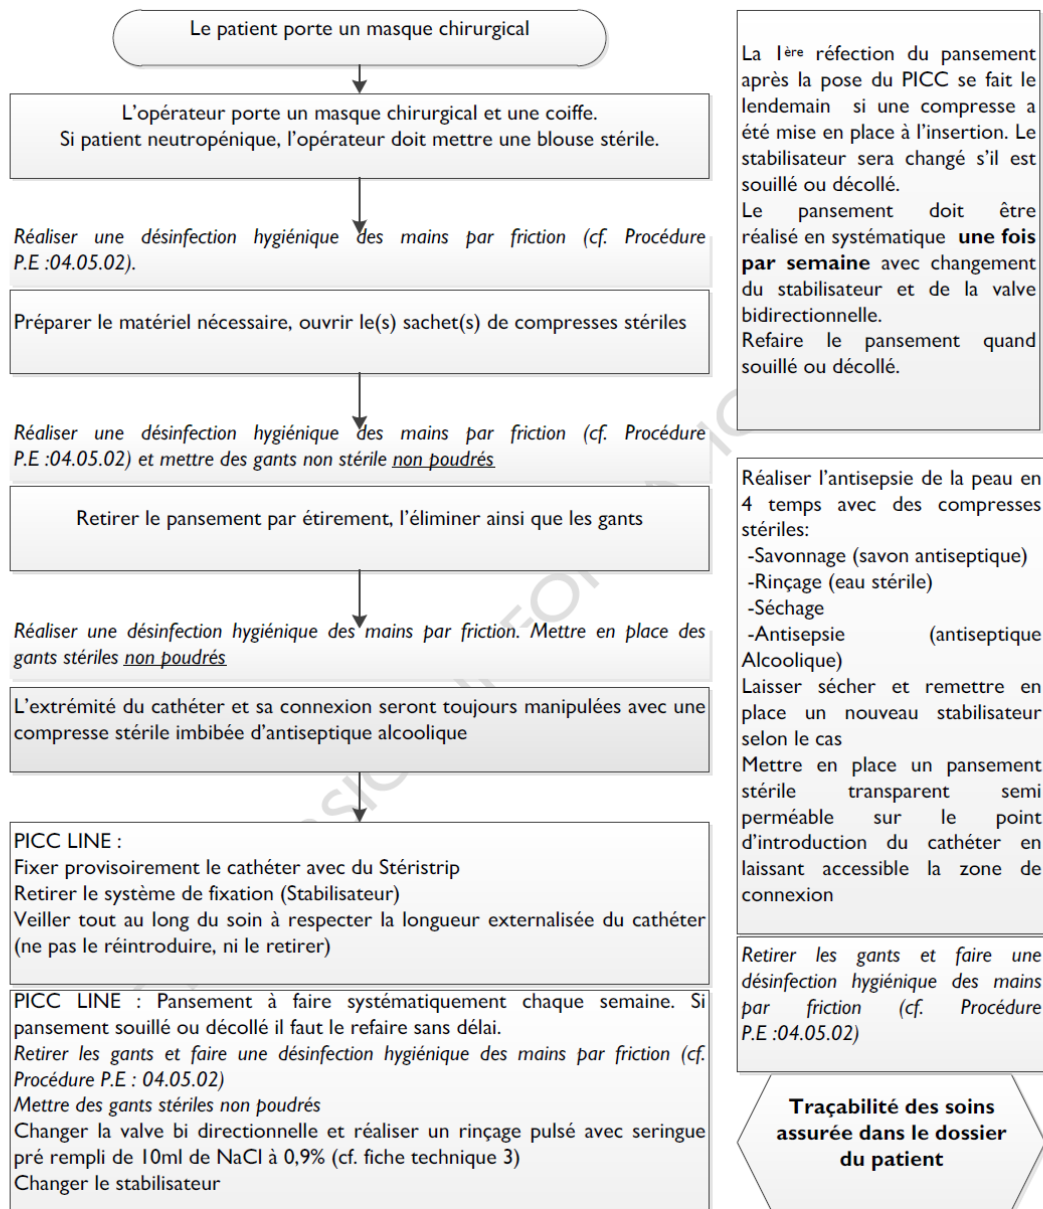 Le patient porte un masque chirurgical
L'opérateur porte un masque chirurgical et une coiffe.
Si patient neutropénique, l'opérateur doit mettre une blouse stérile.
Réaliser une désinfection hygiénique des mains par friction (cf. Procédure
P.E :04.05.02).
Préparer le matériel nécessaire, ouvrir le(s) sachet(s) de compresses stériles
Réaliser une désinfection hygiénique des mains par friction (cf. Procédure
P.E :04.05.02) et mettre des gants non stérile non poudrés
Retirer le pansement par étirement, l'éliminer ainsi que les gants
Réaliser une désinfection hygiénique des mains par friction. Mettre en place des
gants stériles non poudrés
L'extrémité du cathéter et sa connexion seront toujours manipulées avec une
compresse stérile imbibée d'antiseptique alcoolique
PICC LINE :
Fixer provisoirement le cathéter avec du Stéristrip
Retirer le système de fixation (Stabilisateur)
Veiller tout au long du soin à respecter la longueur externalisée du cathéter
(ne pas le réintroduire, ni le retirer)
PICC LINE : Pansement à faire systématiquement chaque semaine. Si
pansement souillé ou décollé il faut le refaire sans délai.
Retirer les gants et faire une désinfection hygiénique des mains par friction (cf.
Procédure P.E : 04.05.02)
Mettre des gants stériles non poudrés
Changer la valve bi directionnelle et réaliser un rinçage pulsé avec seringue
pré rempli de 10ml de NaCl à 0,9% (cf. fiche technique 3)
Changer le stabilisateur
La 1ère réfection du pansement
après la pose du PICC se fait le
lendemain si une compresse a
été mise en place à l'insertion. Le
stabilisateur sera changé s'il est
souillé ou décollé.
Le pansement doit être
réalisé en systématique une fois
par semaine avec changement
du stabilisateur et de la valve
bidirectionnelle.
Refaire le pansement quand
souillé ou décollé.
Réaliser l'antisepsie de la peau en
4 temps avec des compresses
stériles:
-Savonnage (savon antiseptique)
-Rinçage (eau stérile)
-Séchage
-Antisepsie (antiseptique
Alcoolique)
Laisser sécher et remettre en
place un nouveau stabilisateur
selon le cas
Mettre en place un pansement
stérile transparent semi
perméable sur le point
d'introduction du cathéter en
laissant accessible la zone de
connexion
Retirer les gants et faire une
désinfection hygiénique des mains
par friction (cf. Procédure
P.E :04.05.02)
Traçabilité des soins
assurée dans le dossier
du patient